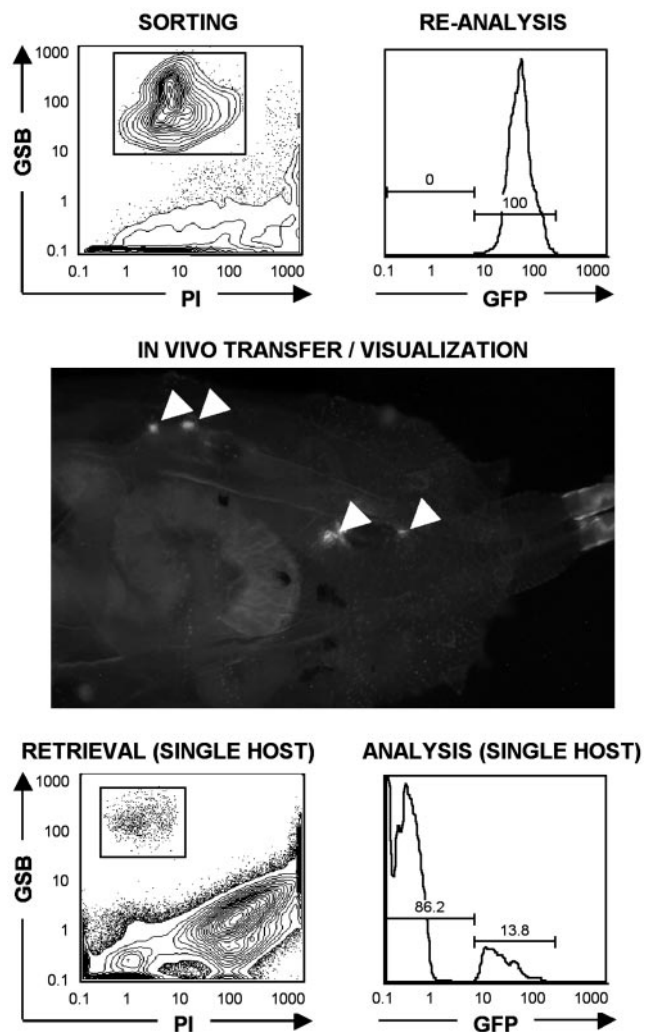 SORTING
RE-ANALYSIS
1000
100
10
1
0.1
GSB
0.1 1 10 100 1000
PI
0
100
0.1 1 10 100 1000
GFP
IN VIVO TRANSFER / VISUALIZATION
RETRIEVAL (SINGLE HOST)
ANALYSIS (SINGLE HOST)
1000
100
10
1
0.1
GSB
0.1 1 10 100 1000
PI
86.2
13.8
0.1 1 10 100 1000
GFP